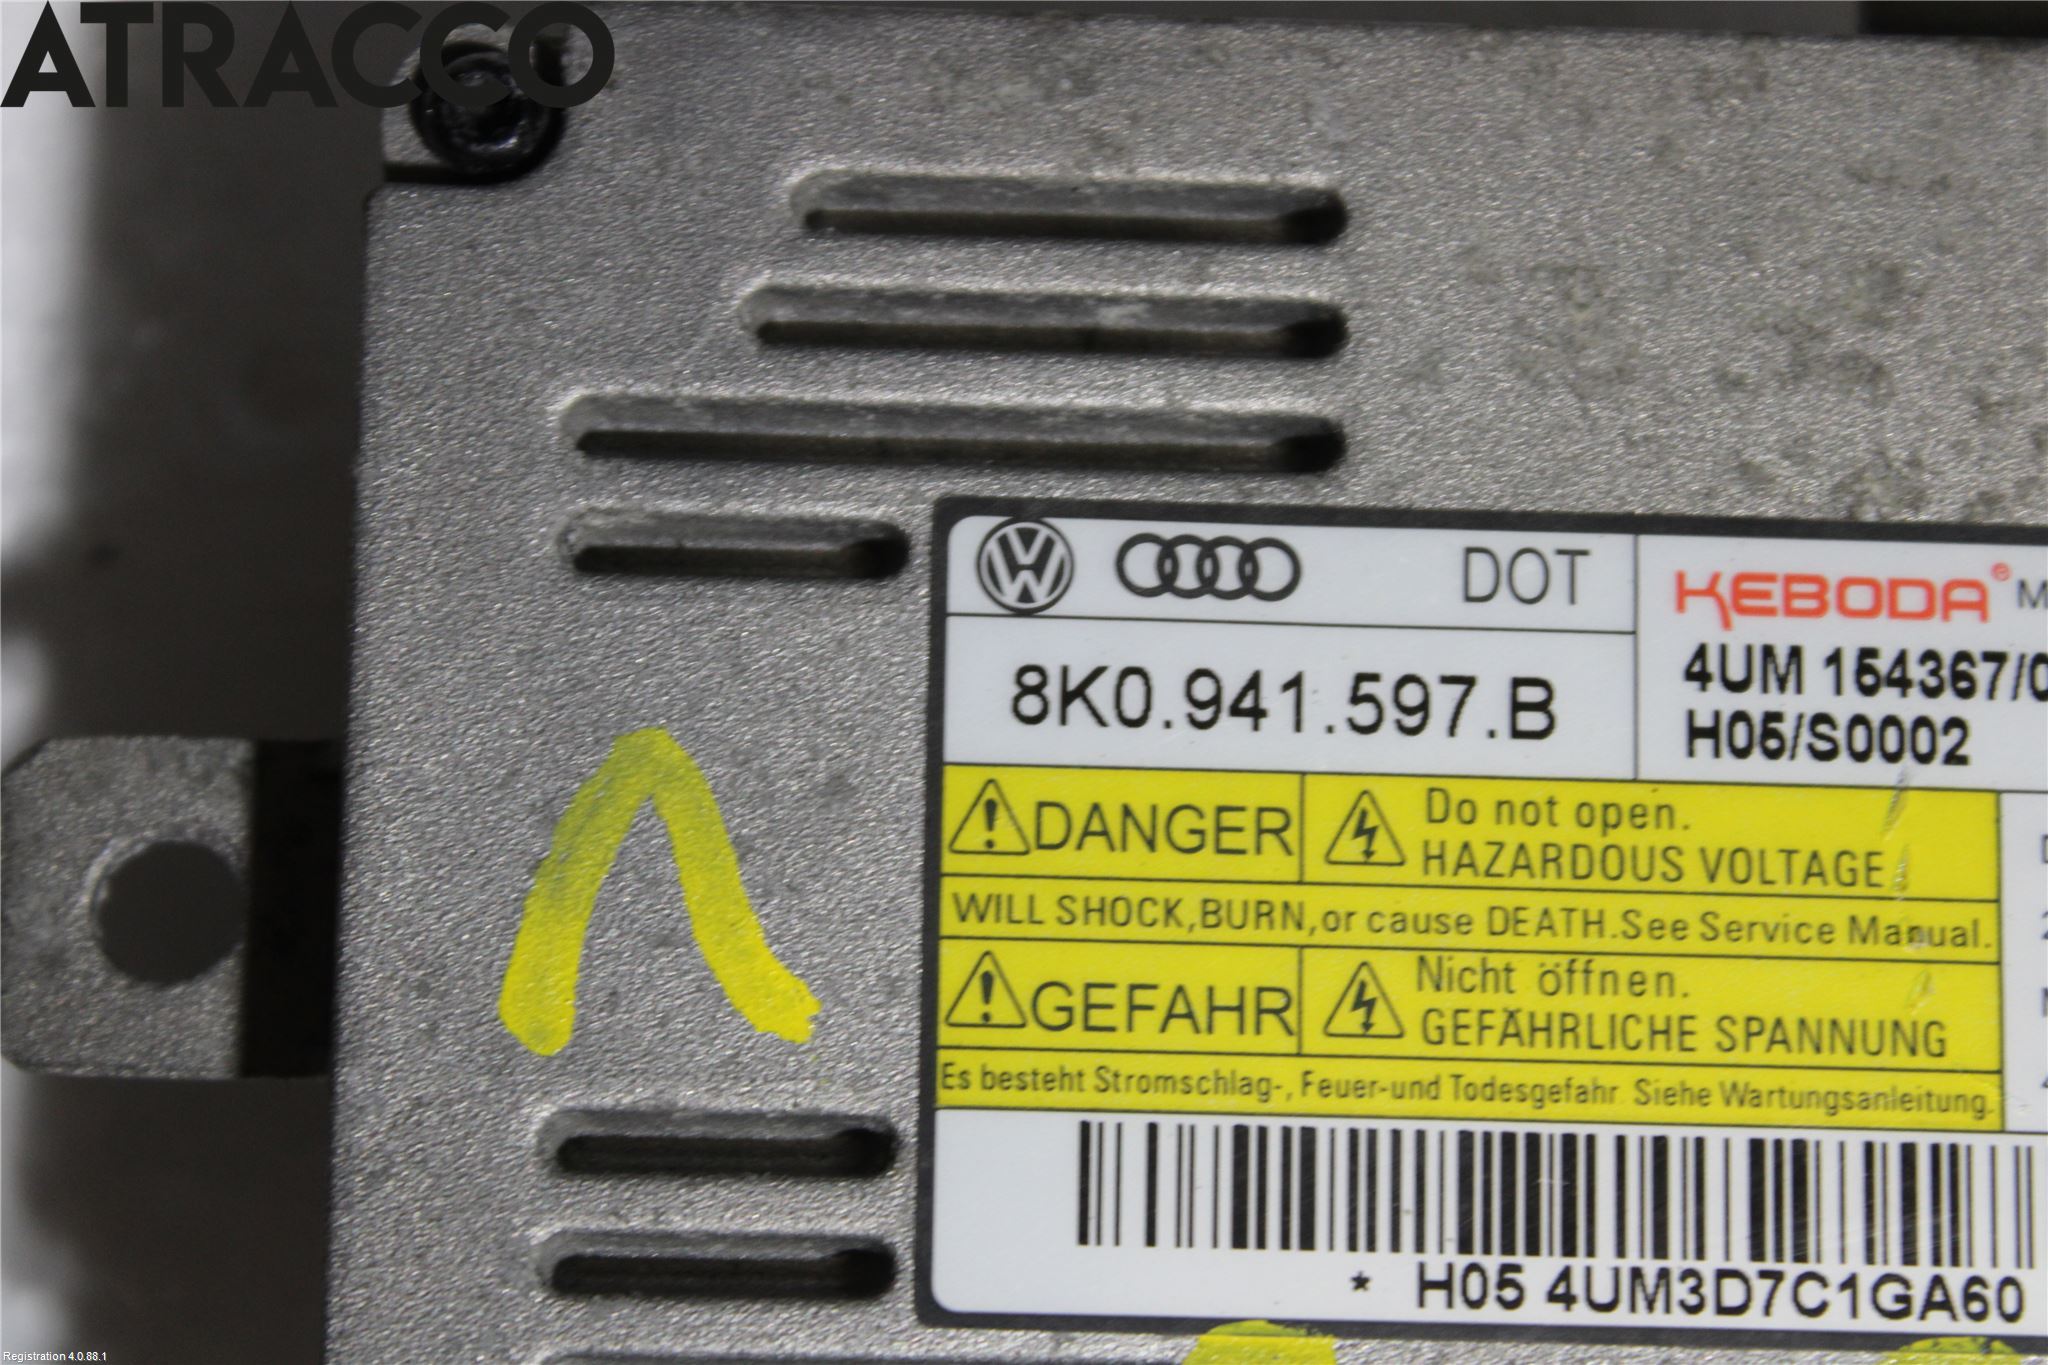 ATRACCO
DOT
KEBODA®
8K0.941.597.B
4UM 154367/0
H05/S0002
DANGER
Do not open.
HAZARDOUS VOLTAGE
WILL SHOCK,BURN,or cause DEATH.See Service Manual.
GEFAHR
Nicht öffnen.
GEFÄHRLICHE SPANNUNG
Es besteht Stromschlag-, Feuer-und Todesgefahr. Siehe Wartungsanleitung.
* H05 4UM3D7C1GA60
Registration 4.0.88.1